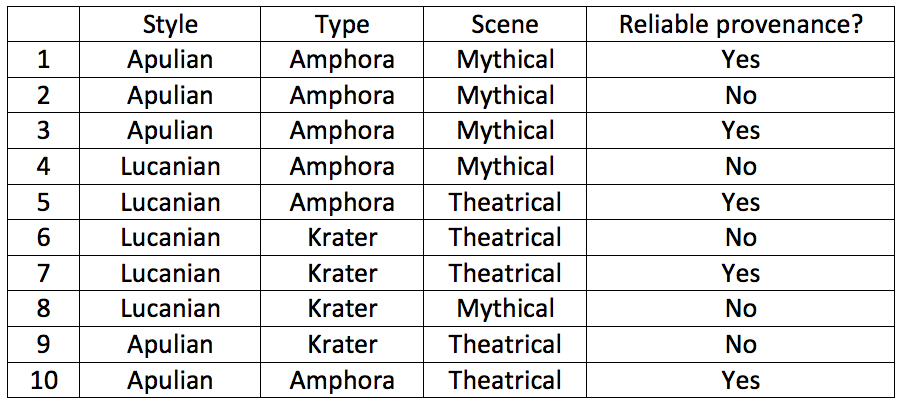 Style Type Scene Reliable provenance?
1 Apulian Amphora Mythical Yes
2 Apulian Amphora Mythical No
3 Apulian Amphora Mythical Yes
4 Lucanian Amphora Mythical No
5 Lucanian Amphora Theatrical Yes
6 Lucanian Krater Theatrical No
7 Lucanian Krater Theatrical Yes
8 Lucanian Krater Mythical No
9 Apulian Krater Theatrical No
10 Apulian Amphora Theatrical Yes